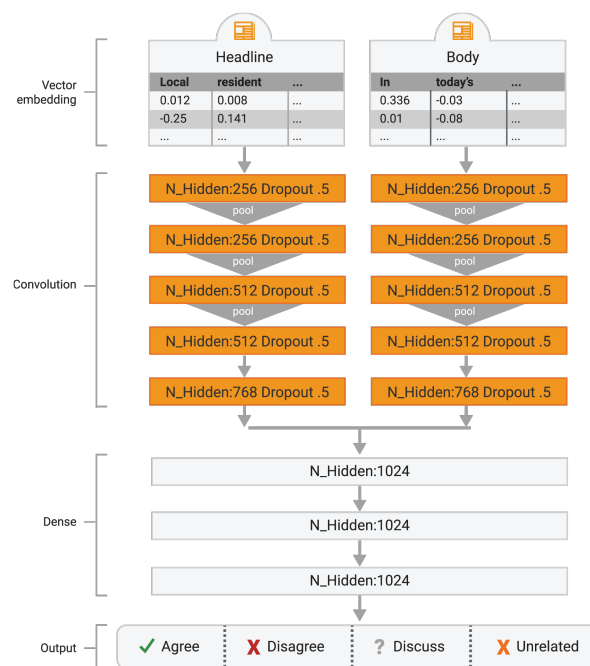 Headline
Body
Vector
embedding
Local resident ...
0.012 0.008 ...
-0.25 0.141 ...
... ... ...
In today's ...
0.336 -0.03 ...
0.01 -0.08 ...
... ... ...
Convolution
N_Hidden:256 Dropout .5
pool
N_Hidden:256 Dropout .5
pool
N_Hidden:512 Dropout .5
pool
N_Hidden:512 Dropout .5
N_Hidden:768 Dropout .5
N_Hidden:256 Dropout .5
pool
N_Hidden:256 Dropout .5
pool
N_Hidden:512 Dropout .5
pool
N_Hidden:512 Dropout .5
N_Hidden:768 Dropout .5
Dense
N_Hidden:1024
N_Hidden:1024
N_Hidden:1024
Output
Agree
Disagree
? Discuss
Unrelated